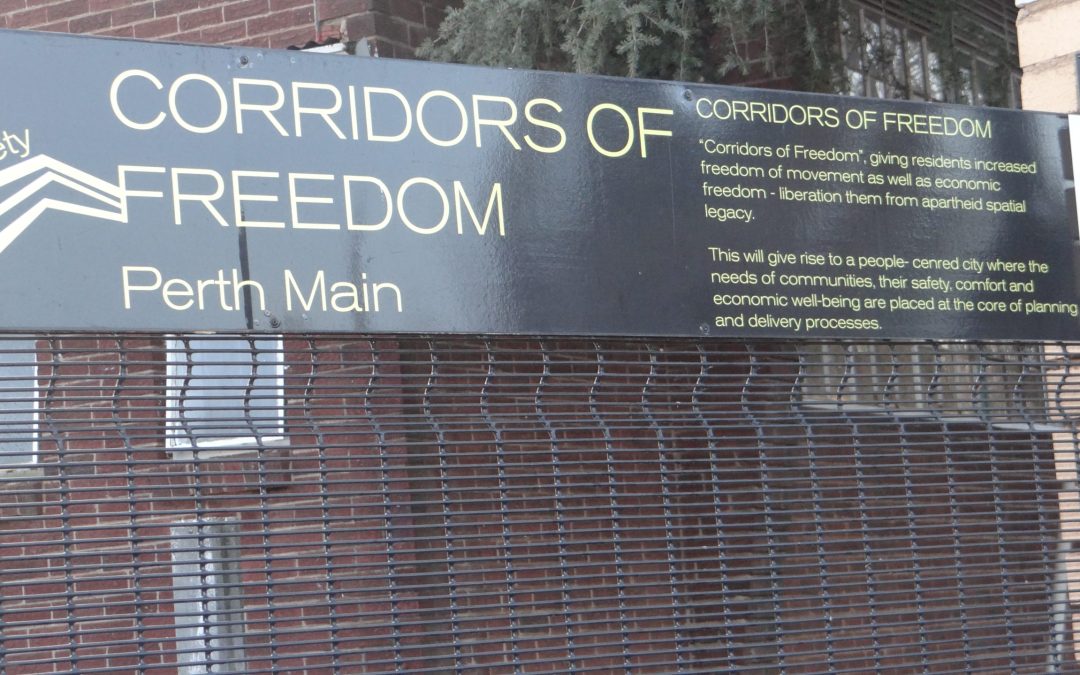 ety
CORRIDORS OF
FREEDOM
Perth Main
CORRIDORS OF FREEDOM
"Corridors of Freedom", giving residents increased
freedom of movement as well as economic
freedom - liberation them from apartheid spatial
legacy.
This will give rise to a people- cenred city where the
needs of communities, their safety, comfort and
economic well-being are placed at the core of planning
and delivery processes.